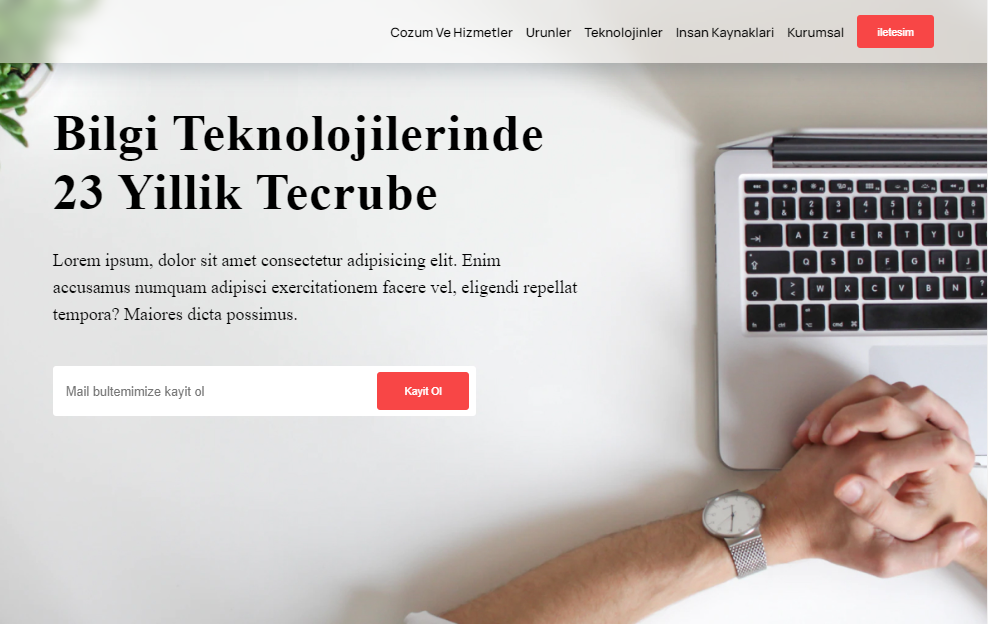 Cozum Ve Hizmetler Urunler Teknolojinler Insan Kaynaklari Kurumsal iletesim
Bilgi Teknolojilerinde
23 Yillik Tecrube
Lorem ipsum, dolor sit amet consectetur adipisicing elit. Enim
accusamus numquam adipisci exercitationem facere vel, eligendi repellat
tempora? Maiores dicta possimus.
Mail bultemimize kayit ol Kayit Ol